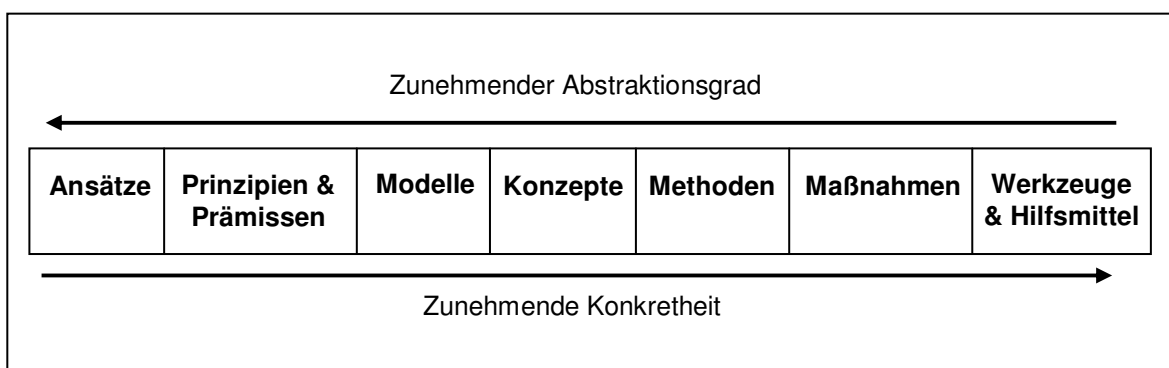 Zunehmender Abstraktionsgrad
Ansätze
Prinzipien &
Prämissen
Modelle
Konzepte
Methoden
Maßnahmen
Werkzeuge
& Hilfsmittel
Zunehmende Konkretheit